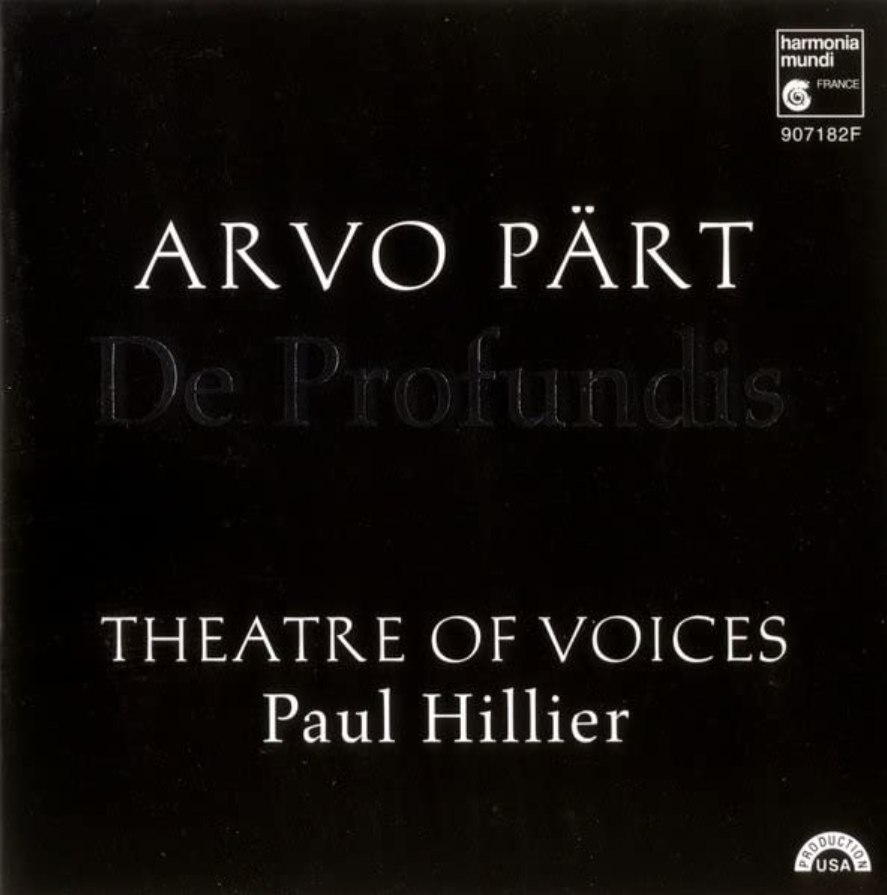 harmonia
mundi
FRANCE
907182F
ARVO PÄRT
De Profundis
THEATRE OF VOICES
Paul Hillier
PRODUCTION
USA